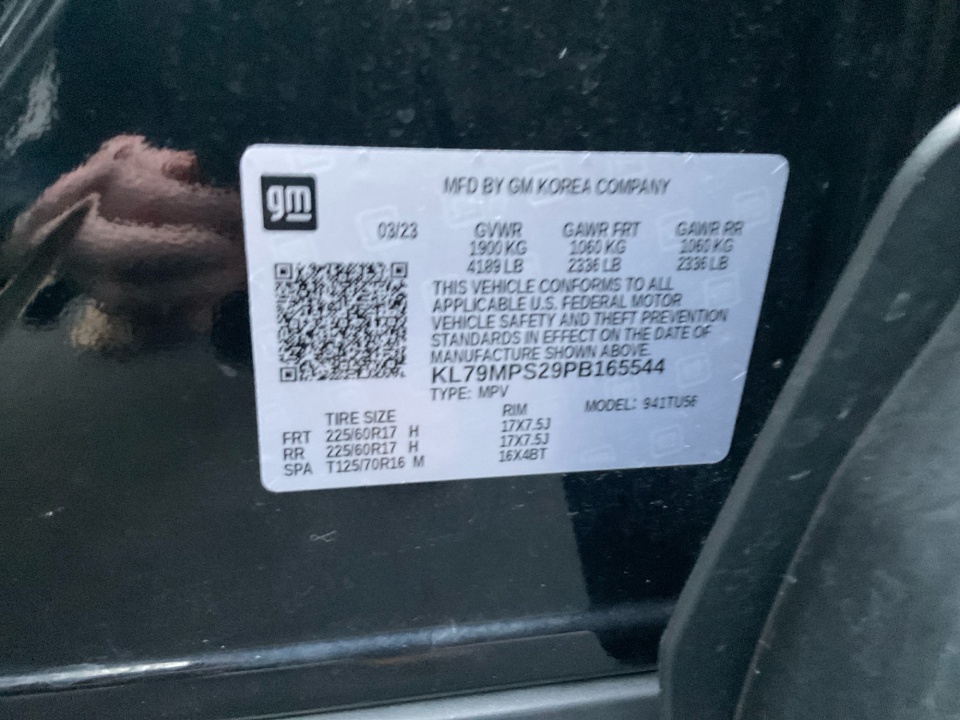 gm
MFD BY GM KOREA COMPANY
03/23 GVWR GAWR FRT GAWR RR
1900 KG 1060 KG 1060 KG
4189 LB 2336 LB 2336 LB
THIS VEHICLE CONFORMS TO ALL
APPLICABLE U.S. FEDERAL MOTOR
VEHICLE SAFETY AND THEFT PREVENTION
STANDARDS IN EFFECT ON THE DATE OF
MANUFACTURE SHOWN ABOVE.
KL79MPS29PB165544
TYPE: MPV MODEL: 941TU56
TIRE SIZE RIM
FRT 225/60R17 H 17X7.5J
RR 225/60R17 H 17X7.5J
SPA T125/70R16 M 16X4BT